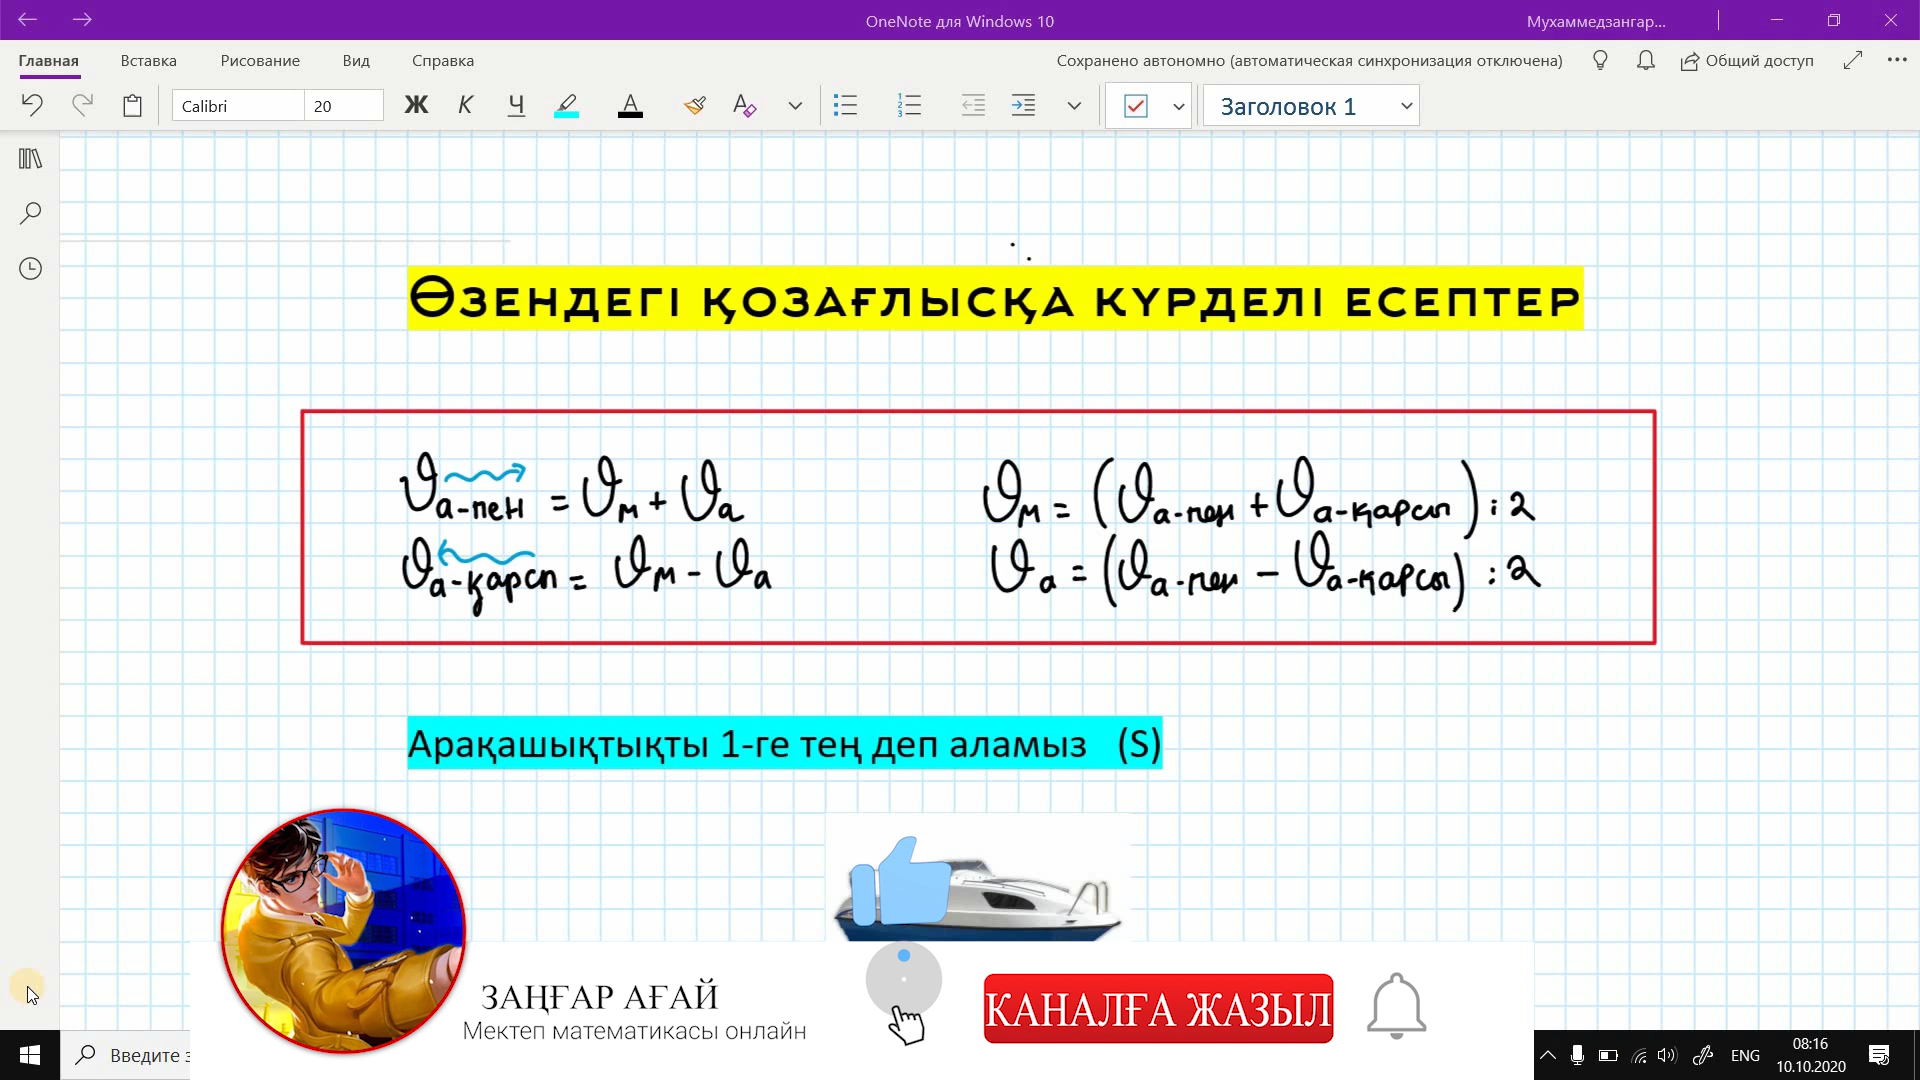 OneNote для Windows 10
Мухаммедзангар...
Главная Вставка Рисование Вид Справка
Сохранено автономно (автоматическая синхронизация отключена)
Общий доступ
Calibri 20 Ж К Ч А Заголовок 1
Өзендегі қозағлысқа күрделі есептер
ϑа-пен = ϑм + ϑа
ϑа-қарсы = ϑм - ϑа
ϑм = (ϑа-пен + ϑа-қарсы) : 2
ϑа = (ϑа-пен - ϑа-қарсы) : 2
Арақашықтықты 1-ге тең деп аламыз (S)
ЗАҢҒАР АҒАЙ
Мектеп математикасы онлайн
КАНАЛҒА ЖАЗЫЛ
Введите з
ENG
08:16
10.10.2020